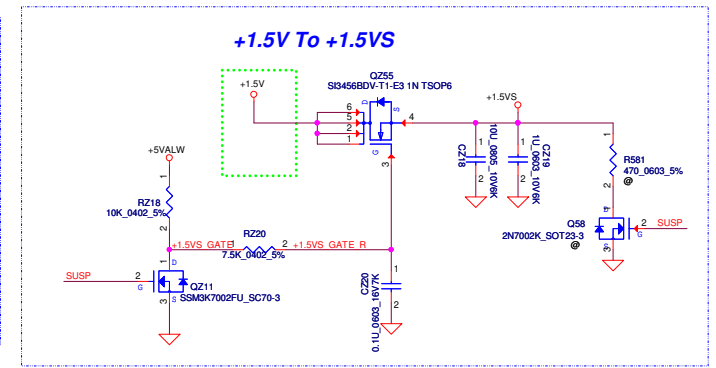 +1.5V To +1.5VS
QZ55
SI3456BDV-T1-E3 1N TSOP6
+1.5V
+1.5VS
D
S
G
6
5
2
1
4
3
+5VALW
1
RZ18
10K_0402_5%
2
RZ20
+1.5VS_GATE
1
2
+1.5VS_GATE_R
7.5K_0402_5%
SUSP
2
G
1
D
QZ11
S
SSM3K7002FU_SC70-3
3
1
CZ20
0.1U_0603_16V7K
2
1
CZ18
10U_0805_10V6K
2
1
CZ19
1U_0603_10V6K
2
1
R581
470_0603_5%
@
2
Q58
2N7002K_SOT23-3
@
2
G
SUSP
S
3